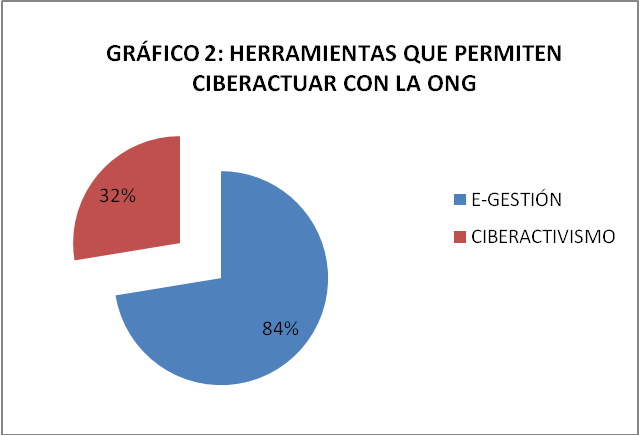 GRÁFICO 2: HERRAMIENTAS QUE PERMITEN
CIBERACTUAR CON LA ONG
32%
84%
E-GESTIÓN
CIBERACTIVISMO